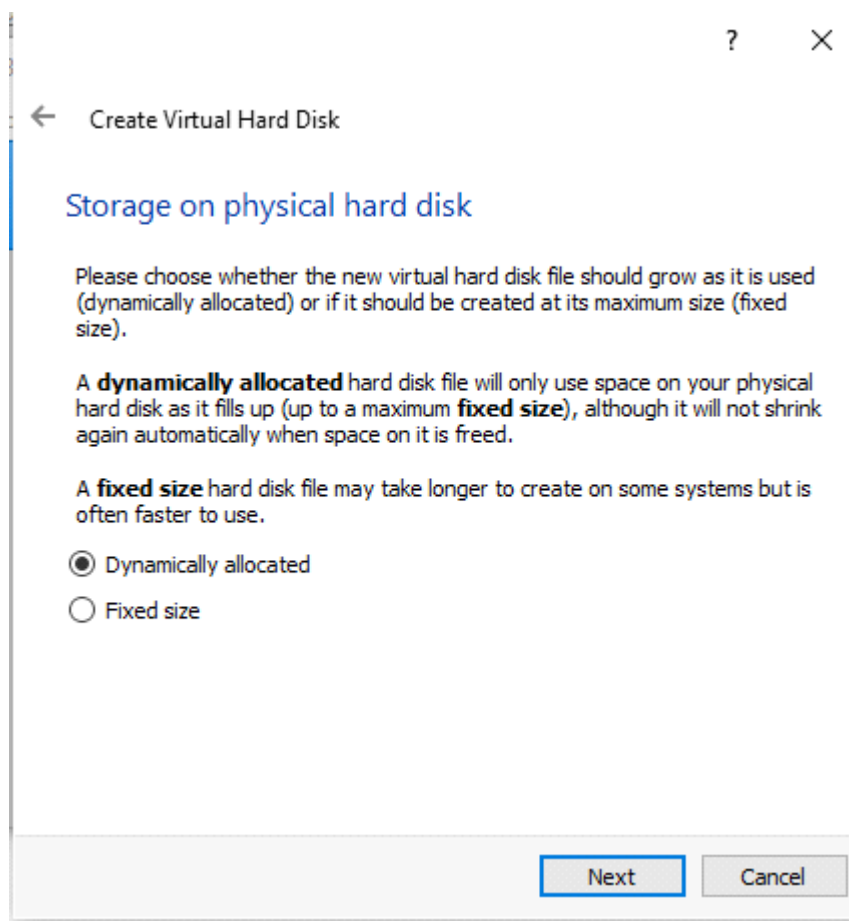 ?
Create Virtual Hard Disk
Storage on physical hard disk
Please choose whether the new virtual hard disk file should grow as it is used
(dynamically allocated) or if it should be created at its maximum size (fixed
size).
A dynamically allocated hard disk file will only use space on your physical
hard disk as it fills up (up to a maximum fixed size), although it will not shrink
again automatically when space on it is freed.
A fixed size hard disk file may take longer to create on some systems but is
often faster to use.
Dynamically allocated
Fixed size
Next Cancel